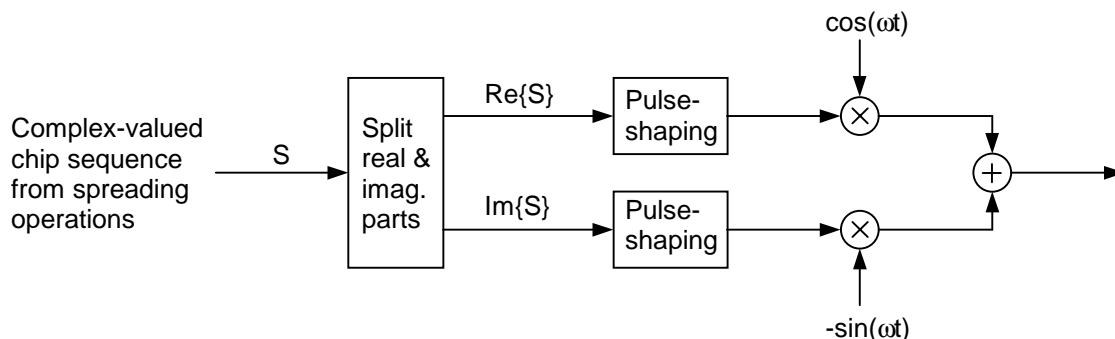 cos(ωt)
Complex-valued
chip sequence
from spreading
operations
S
Split
real &
imag.
parts
Re{S}
Pulse-
shaping
×
Im{S}
Pulse-
shaping
×
+
-sin(ωt)